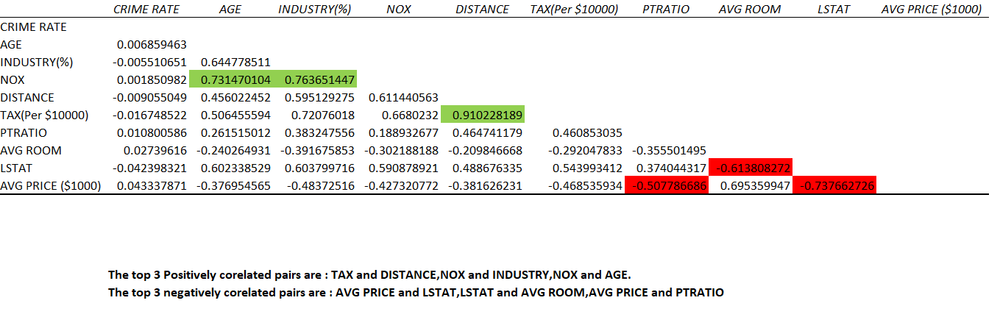 CRIME RATE AGE INDUSTRY(%) NOX DISTANCE TAX(Per $10000) PTRATIO AVG ROOM LSTAT AVG PRICE ($1000)
CRIME RATE
AGE 0.006859463
INDUSTRY(%) -0.005510651 0.644778511
NOX 0.001850982 0.731470104 0.763651447
DISTANCE -0.009055049 0.456022452 0.595129275 0.611440563
TAX(Per $10000) -0.016748522 0.506455594 0.72076018 0.6680232 0.910228189
PTRATIO 0.010800586 0.261515012 0.383247556 0.188932677 0.464741179 0.460853035
AVG ROOM 0.02739616 -0.240264931 -0.391675853 -0.302188188 -0.209846668 -0.292047833 -0.355501495
LSTAT -0.042398321 0.602338529 0.603799716 0.590878921 0.488676335 0.543993412 0.374044317 -0.613808272
AVG PRICE ($1000) 0.043337871 -0.376954565 -0.48372516 -0.427320772 -0.381626231 -0.468535934 -0.507786686 0.695359947 -0.737662726
The top 3 Positively corelated pairs are : TAX and DISTANCE,NOX and INDUSTRY,NOX and AGE.
The top 3 negatively corelated pairs are : AVG PRICE and LSTAT,LSTAT and AVG ROOM,AVG PRICE and PTRATIO